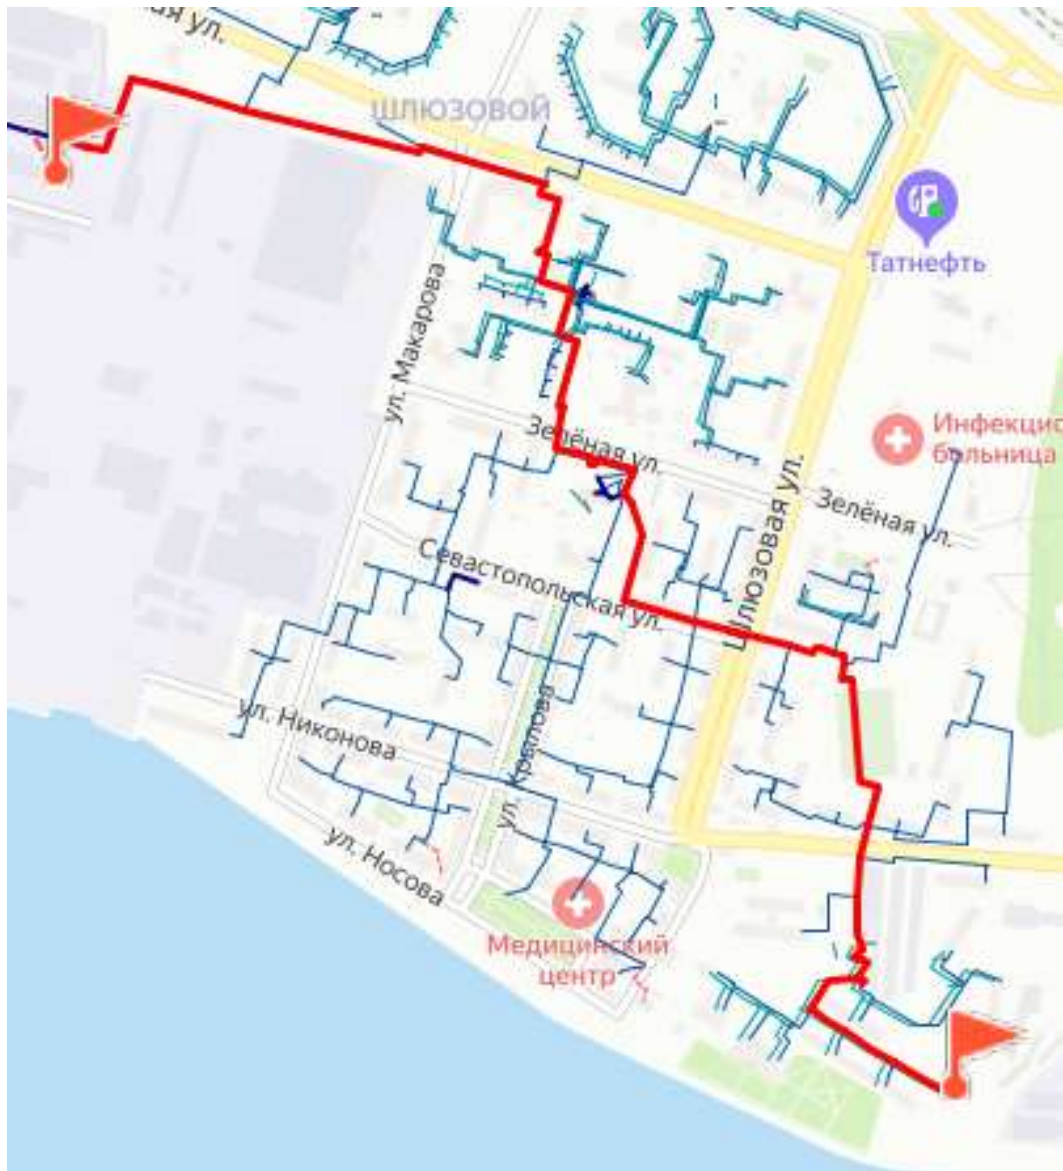 ая ул.
ШЛЮЗОВОЙ
Татнефть
ул. Макарова
Инфекцио
больница
Зелёная ул.
Шлюзовая ул.
Зелёная ул.
Севастопольская ул.
ул. Никонова
ул. Крылова
ул. Носова
Медицинский
центр